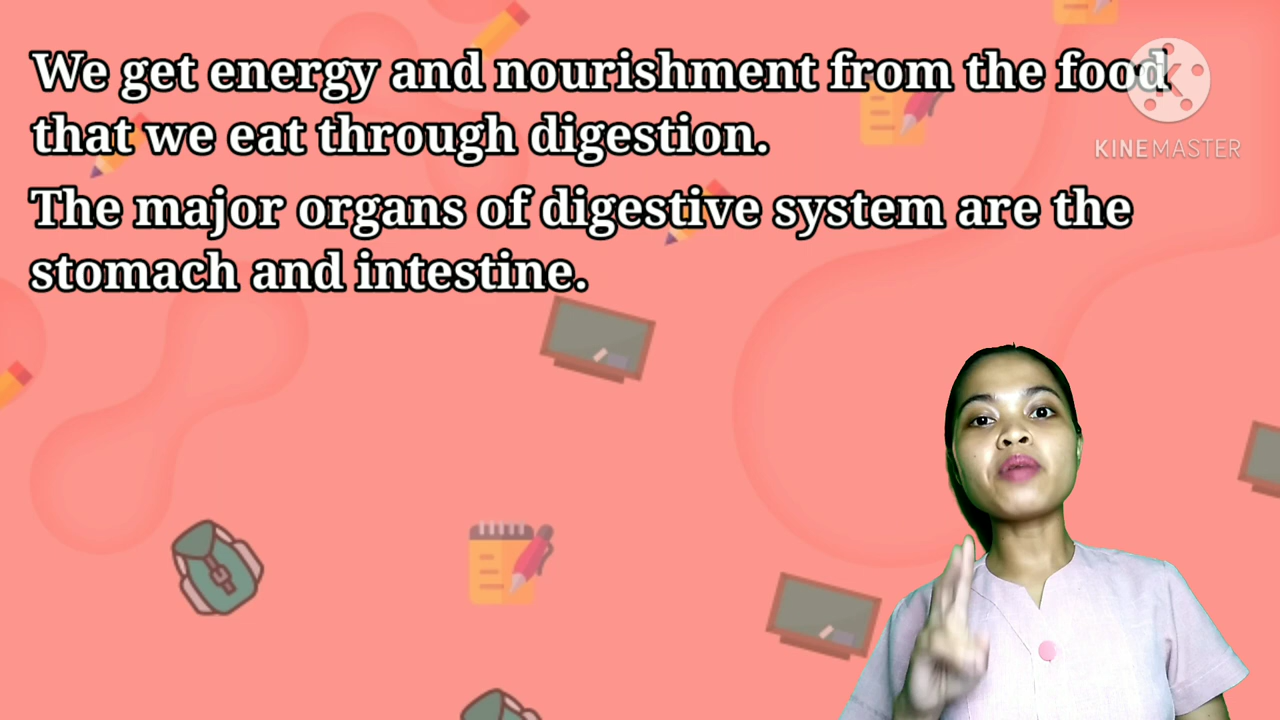 We get energy and nourishment from the food
that we eat through digestion.
The major organs of digestive system are the
stomach and intestine.
K
KINEMASTER